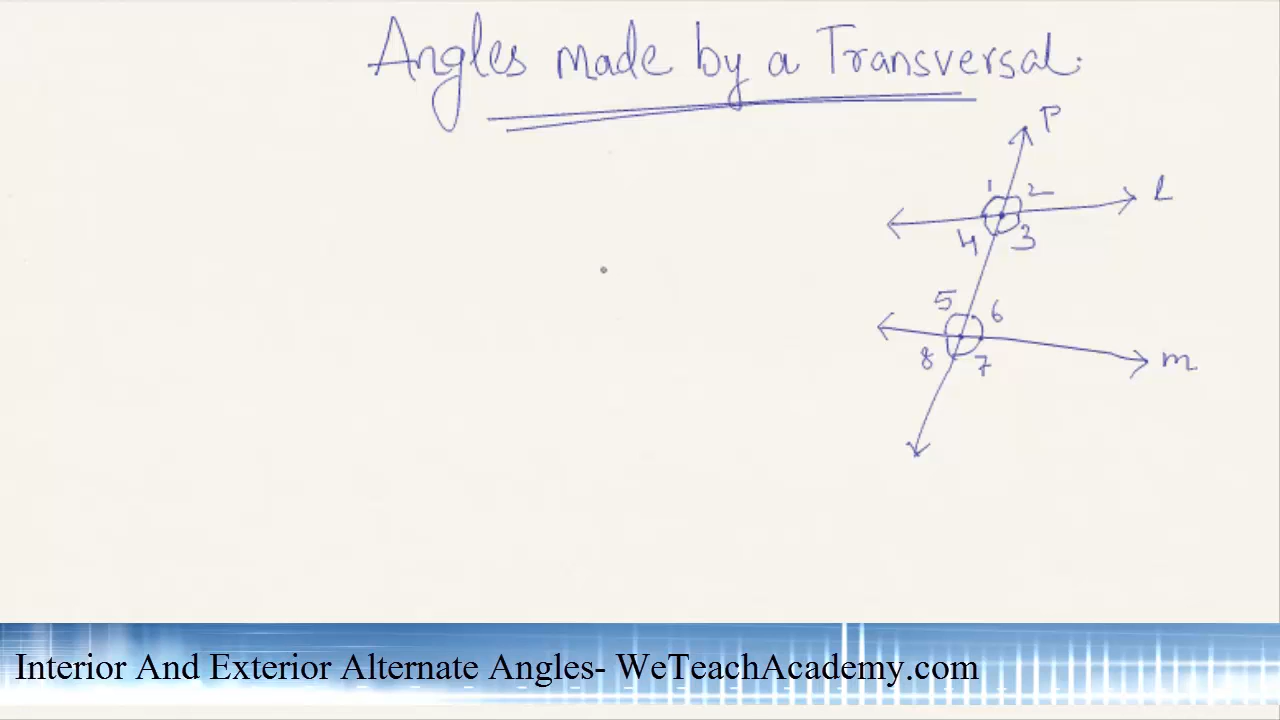 Angles made by a Transversal.
P
1 2
l
4 3
5 6
8 7
m
Interior And Exterior Alternate Angles- WeTeachAcademy.com